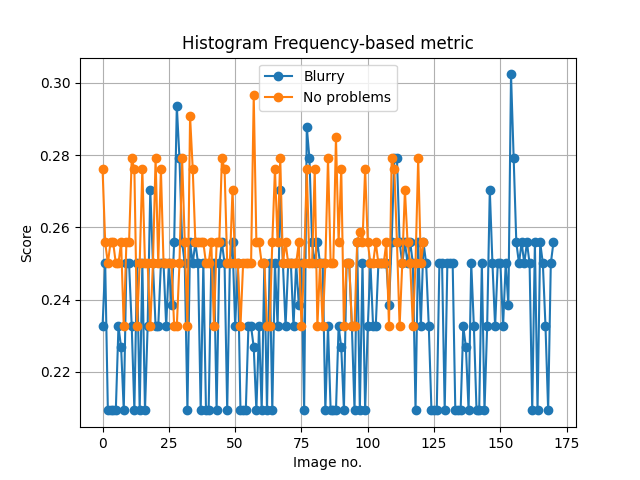 Histogram Frequency-based metric
Blurry
No problems
0.30
0.28
0.26
0.24
0.22
Score
0 25 50 75 100 125 150 175
Image no.